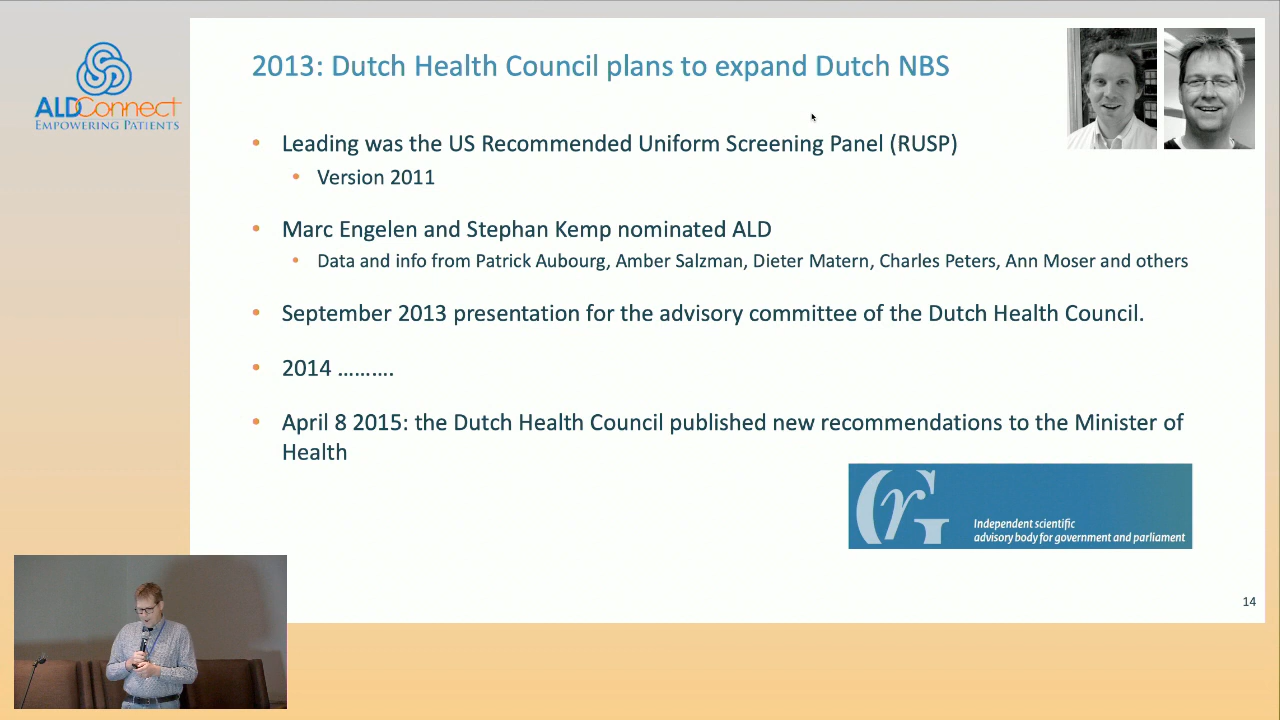 ALDConnect
EMPOWERING PATIENTS
2013: Dutch Health Council plans to expand Dutch NBS
• Leading was the US Recommended Uniform Screening Panel (RUSP)
• Version 2011
• Marc Engelen and Stephan Kemp nominated ALD
• Data and info from Patrick Aubourg, Amber Salzman, Dieter Matern, Charles Peters, Ann Moser and others
• September 2013 presentation for the advisory committee of the Dutch Health Council.
• 2014 ……….
• April 8 2015: the Dutch Health Council published new recommendations to the Minister of
Health
Gr
Independent scientific
advisory body for government and parliament
14